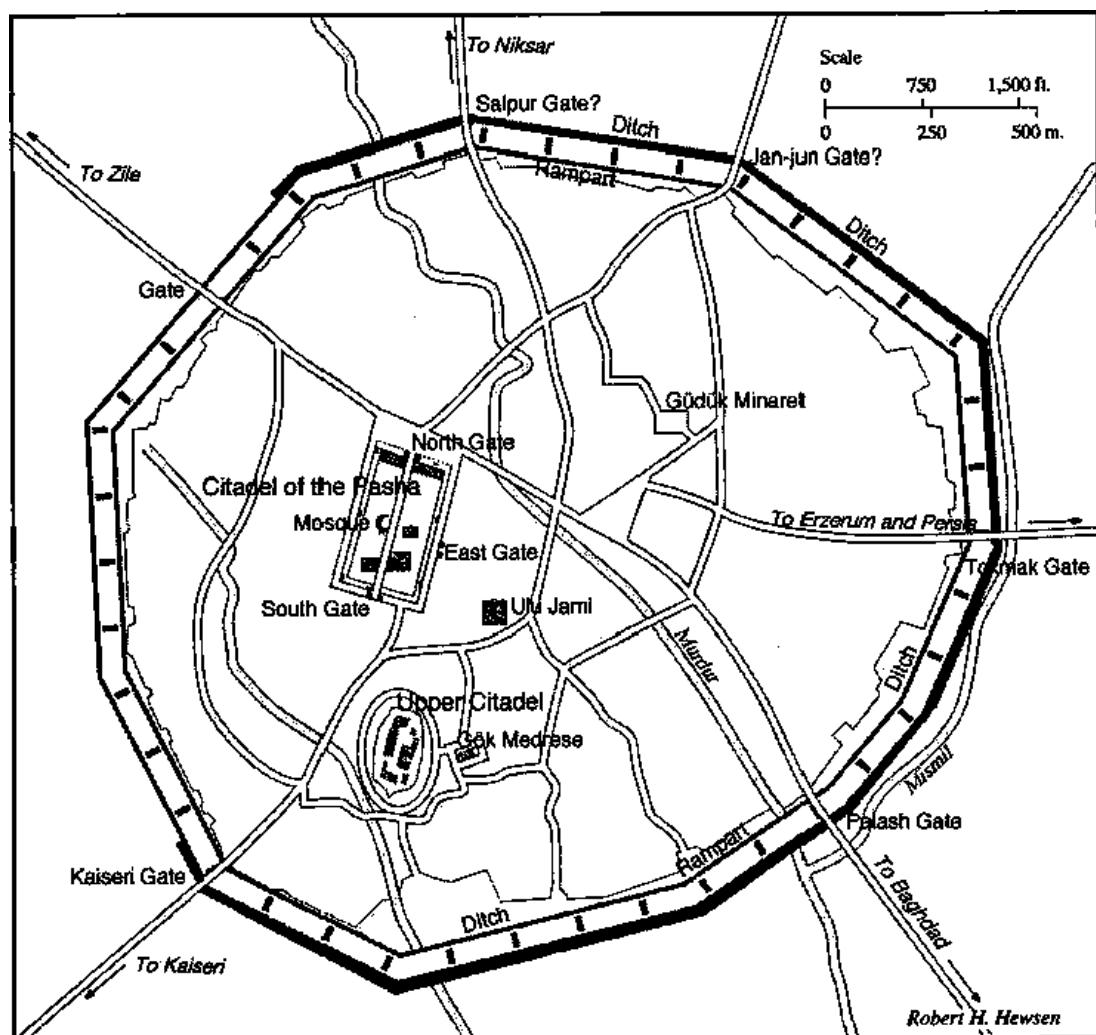 To Niksar
Scale
0 750 1,500 ft.
0 250 500 m.
Salpur Gate?
Ditch
Jan-jun Gate?
Rampart
To Zile
Ditch
Gate
Güdük Minaret
North Gate
Citadel of the Pasha
Mosque
To Erzerum and Persia
East Gate
Tokmak Gate
South Gate
Ulu Jami
Murdur
Ditch
Upper Citadel
Gök Medrese
Mismil
Palash Gate
Rampart
Kaiseri Gate
To Baghdad
Ditch
To Kaiseri
Robert H. Hewsen